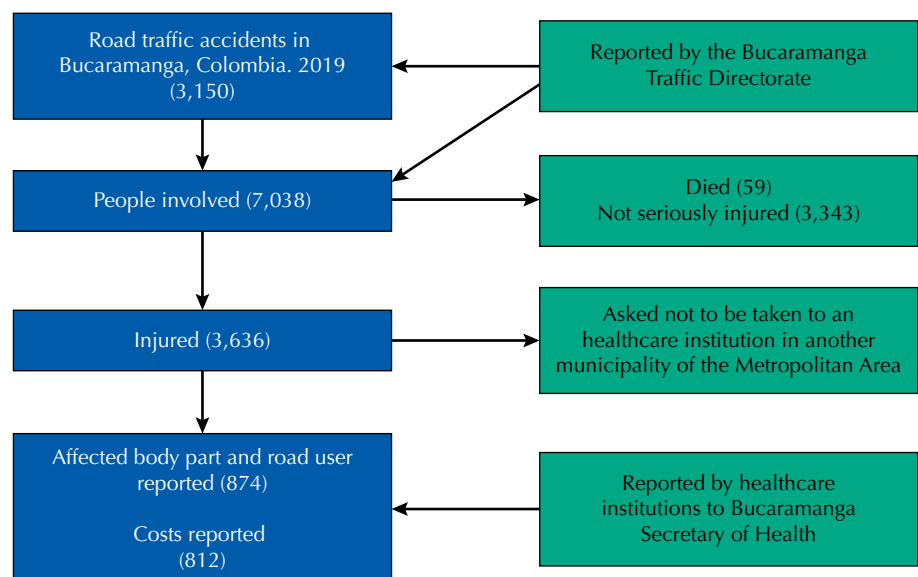 Road traffic accidents in
Bucaramanga, Colombia. 2019
(3,150)
Reported by the Bucaramanga
Traffic Directorate
People involved (7,038)
Died (59)
Not seriously injured (3,343)
Injured (3,636)
Asked not to be taken to an
healthcare institution in another
municipality of the Metropolitan Area
Affected body part and road user
reported (874)
Costs reported
(812)
Reported by healthcare
institutions to Bucaramanga
Secretary of Health